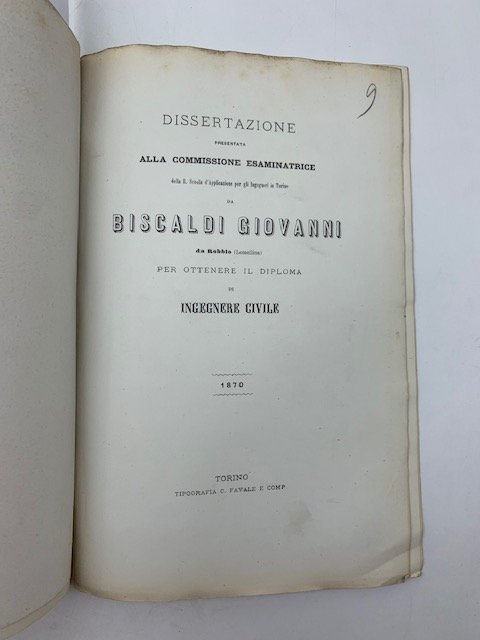 9
DISSERTAZIONE
PRESENTATA
ALLA COMMISSIONE ESAMINATRICE
della R. Scuola d'Applicazione per gli Ingegneri in Torino
DA
BISCALDI GIOVANNI
da Robbio (Lomellina)
PER OTTENERE IL DIPLOMA
DI
INGEGNERE CIVILE
1870
TORINO
TIPOGRAFIA C. FAVALE E COMP